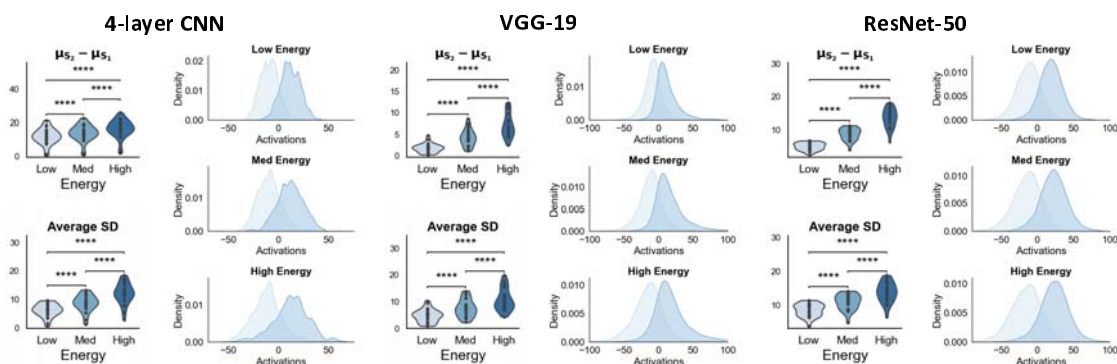 4-layer CNN
μS₂ − μS₁
****
****
****
40
20
0
Low Med High
Energy
Average SD
****
****
****
30
20
10
0
Low Med High
Energy
Low Energy
Density
0.02
0.01
0.00
-50 0 50
Activations
Med Energy
Density
0.01
0.00
-50 0 50
Activations
High Energy
Density
0.01
0.00
-50 0 50
Activations
VGG-19
μS₂ − μS₁
****
****
****
20
15
10
5
0
Low Med High
Energy
Average SD
****
****
****
30
20
10
0
Low Med High
Energy
Low Energy
Density
0.01
0.00
-100 -50 0 50 100
Activations
Med Energy
Density
0.010
0.005
0.000
-100 -50 0 50 100
Activations
High Energy
Density
0.010
0.005
0.000
-100 -50 0 50 100
Activations
ResNet-50
μS₂ − μS₁
****
****
****
30
20
10
Low Med High
Energy
Average SD
****
****
****
30
20
10
Low Med High
Energy
Low Energy
Density
0.010
0.005
0.000
-50 0 50 100
Activations
Med Energy
Density
0.010
0.005
0.000
-50 0 50 100
Activations
High Energy
Density
0.010
0.005
0.000
-50 0 50 100
Activations